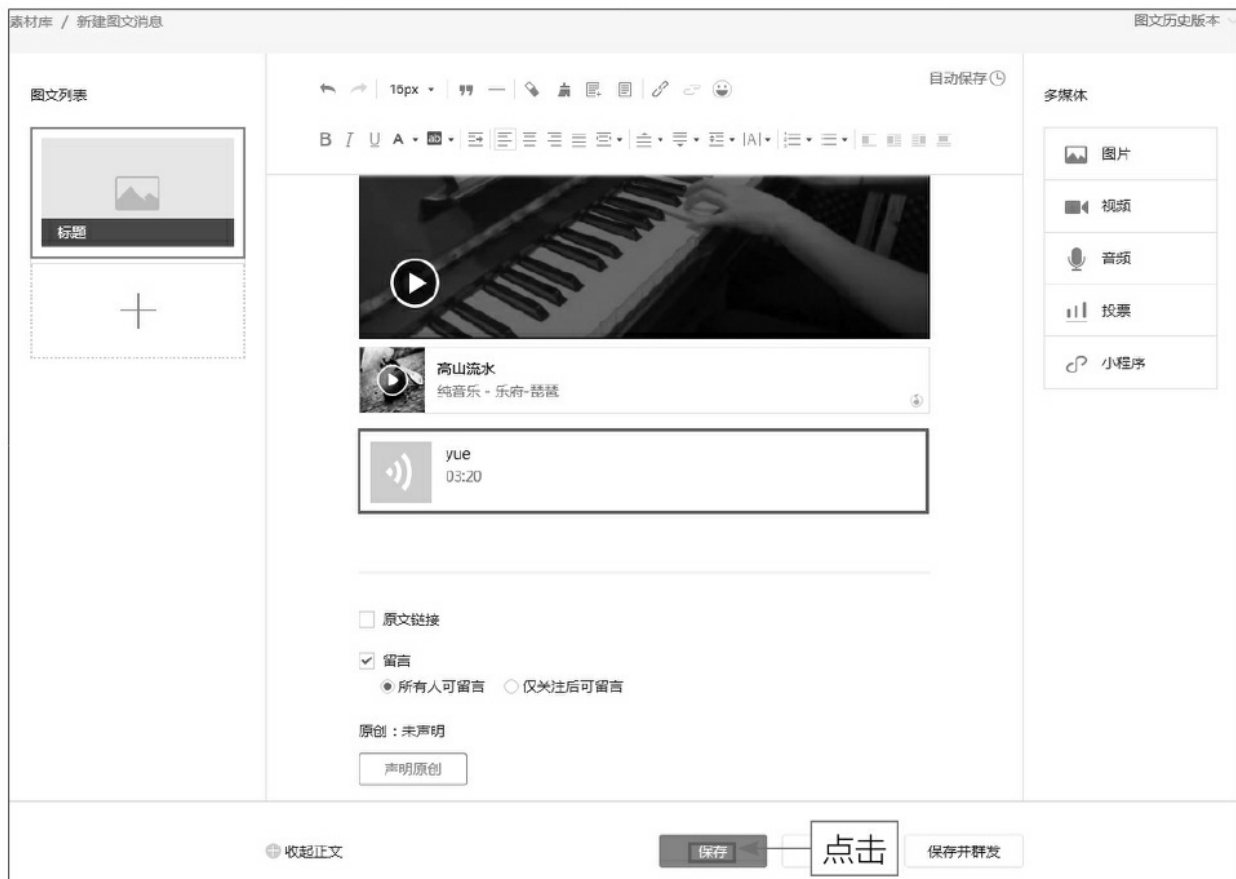 素材库 / 新建图文消息
图文历史版本
图文列表
标题
16px
自动保存
B I U A ab
|A|
高山流水
纯音乐 - 乐府-琵琶
yue
03:20
原文链接
留言
所有人可留言 仅关注后可留言
原创：未声明
声明原创
多媒体
图片
视频
音频
投票
小程序
收起正文
保存
点击
保存并群发